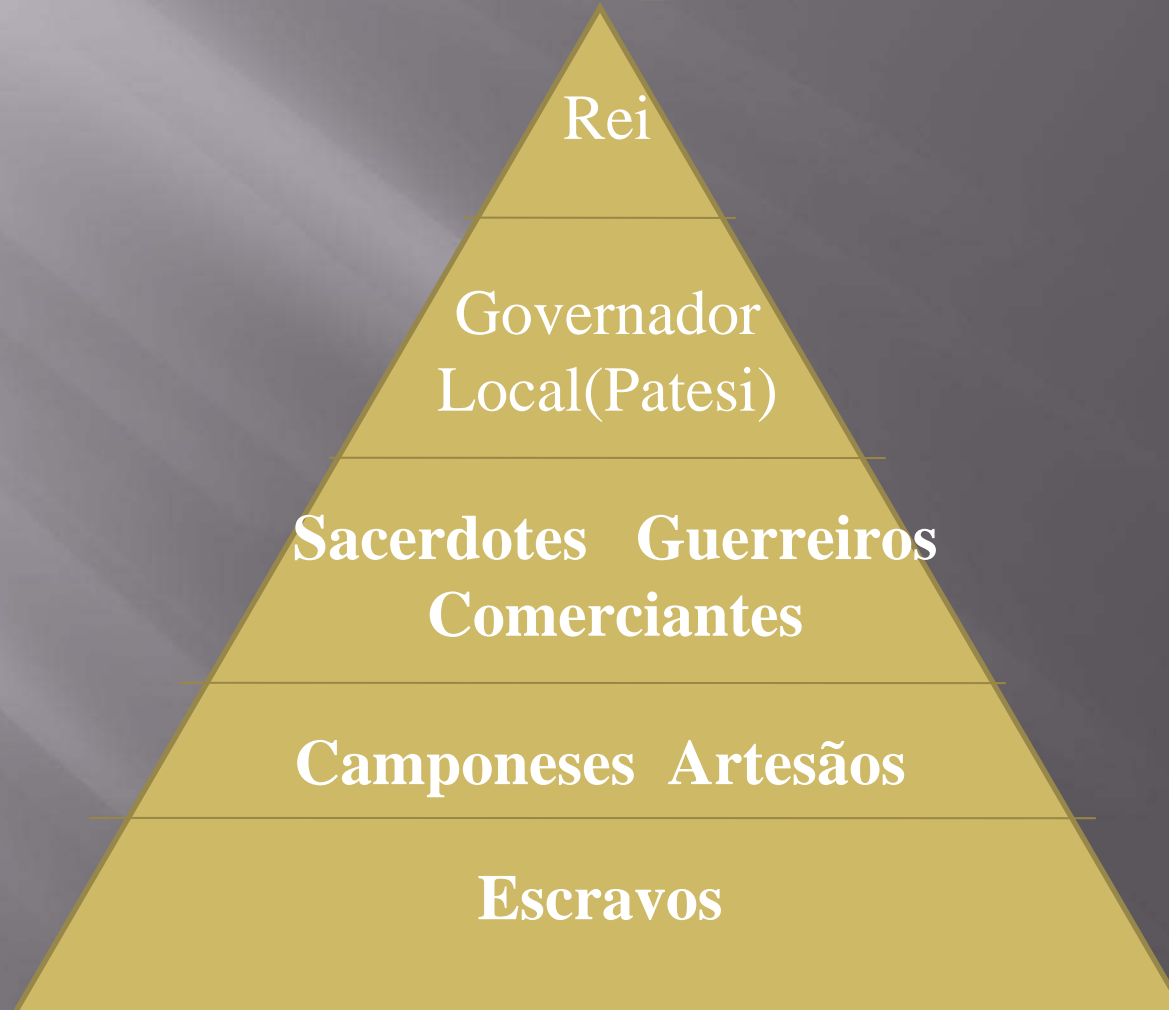 Rei
Governador
Local(Patesi)
Sacerdotes Guerreiros
Comerciantes
Camponeses Artesãos
Escravos